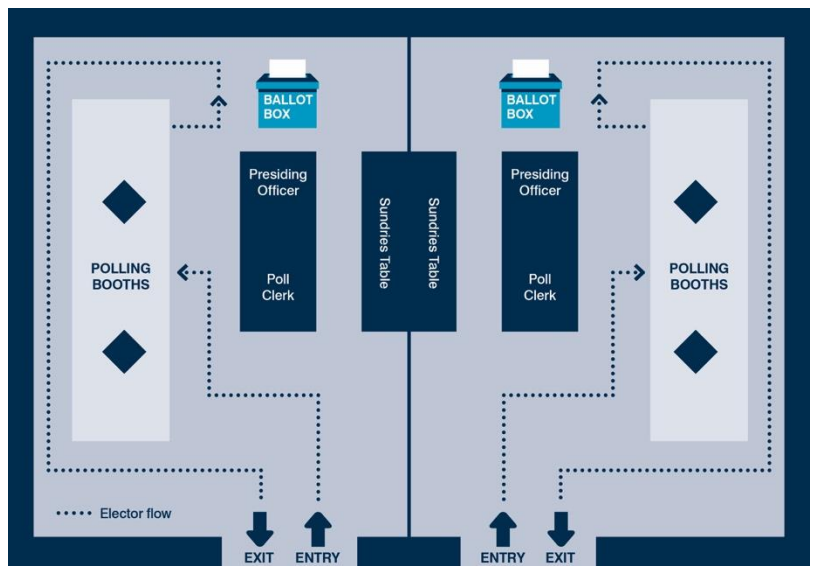 BALLOT
BOX
BALLOT
BOX
Presiding
Officer
Sundries Table
Sundries Table
Presiding
Officer
POLLING
BOOTHS
Poll
Clerk
Poll
Clerk
POLLING
BOOTHS
Elector flow
EXIT ENTRY
ENTRY EXIT